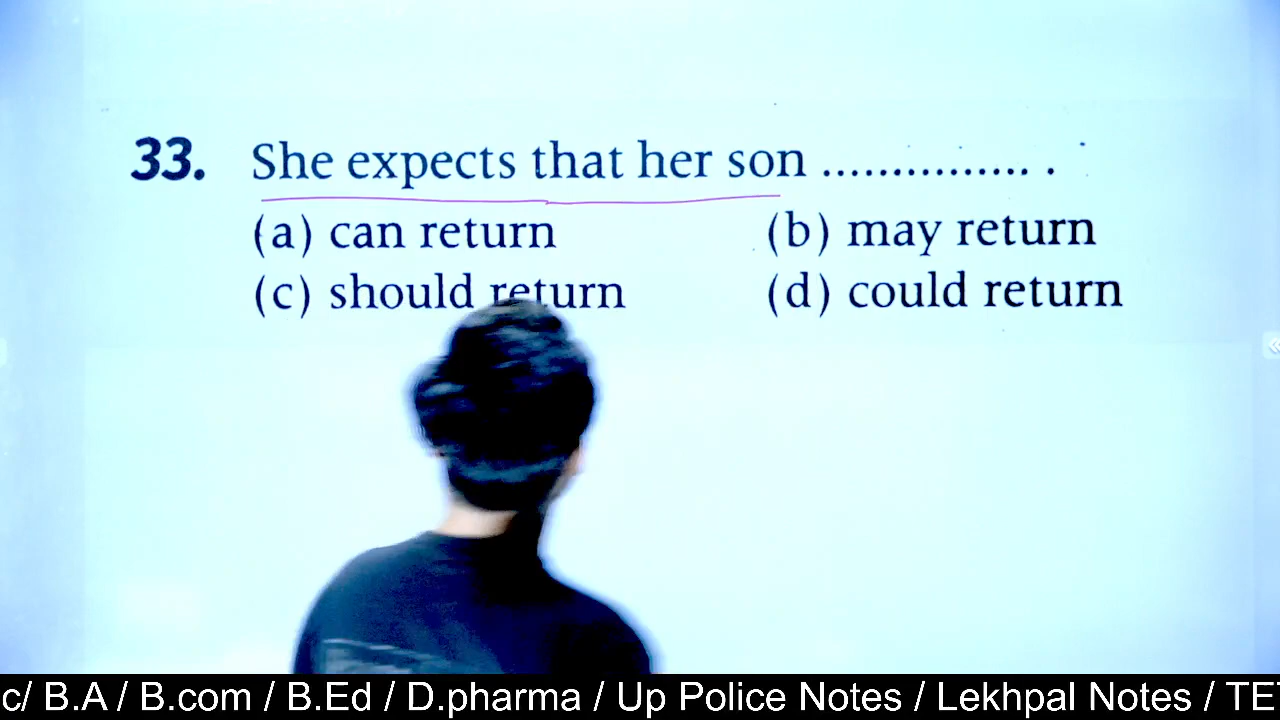 33. She expects that her son ................ .
(a) can return (b) may return
(c) should return (d) could return
c/ B.A / B.com / B.Ed / D.pharma / Up Police Notes / Lekhpal Notes / TE